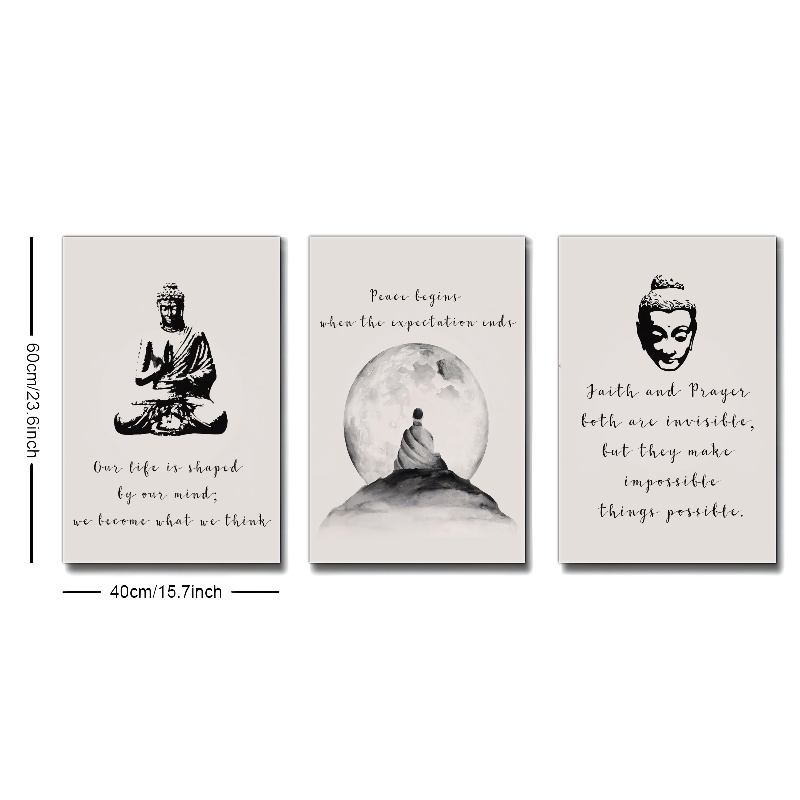 60cm/23.6inch
Our life is shaped
by our mind;
we become what we think
40cm/15.7inch
Peace begins
when the expectation ends
Faith and Prayer
both are invisible,
but they make
impossible
things possible.